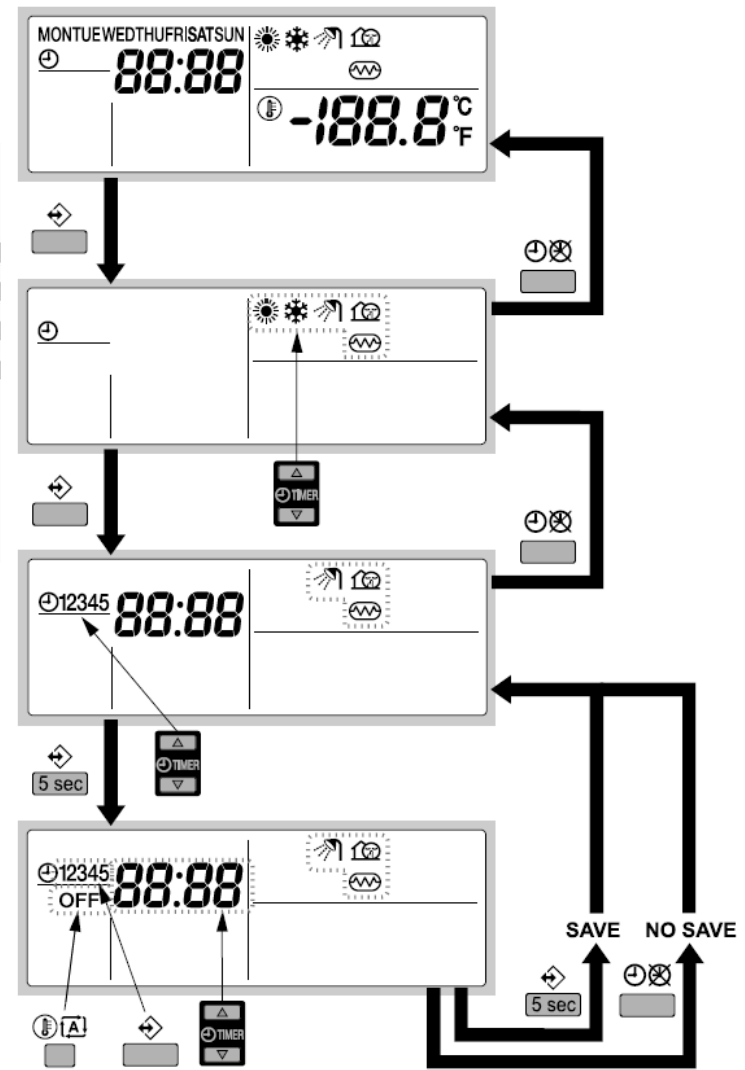 MONTUEWEDTHUFRISATSUN
88:88
-188.8 °C
°F
TIMER
12345 88:88
5 sec
TIMER
12345 88:88
OFF
SAVE NO SAVE
5 sec
A
TIMER